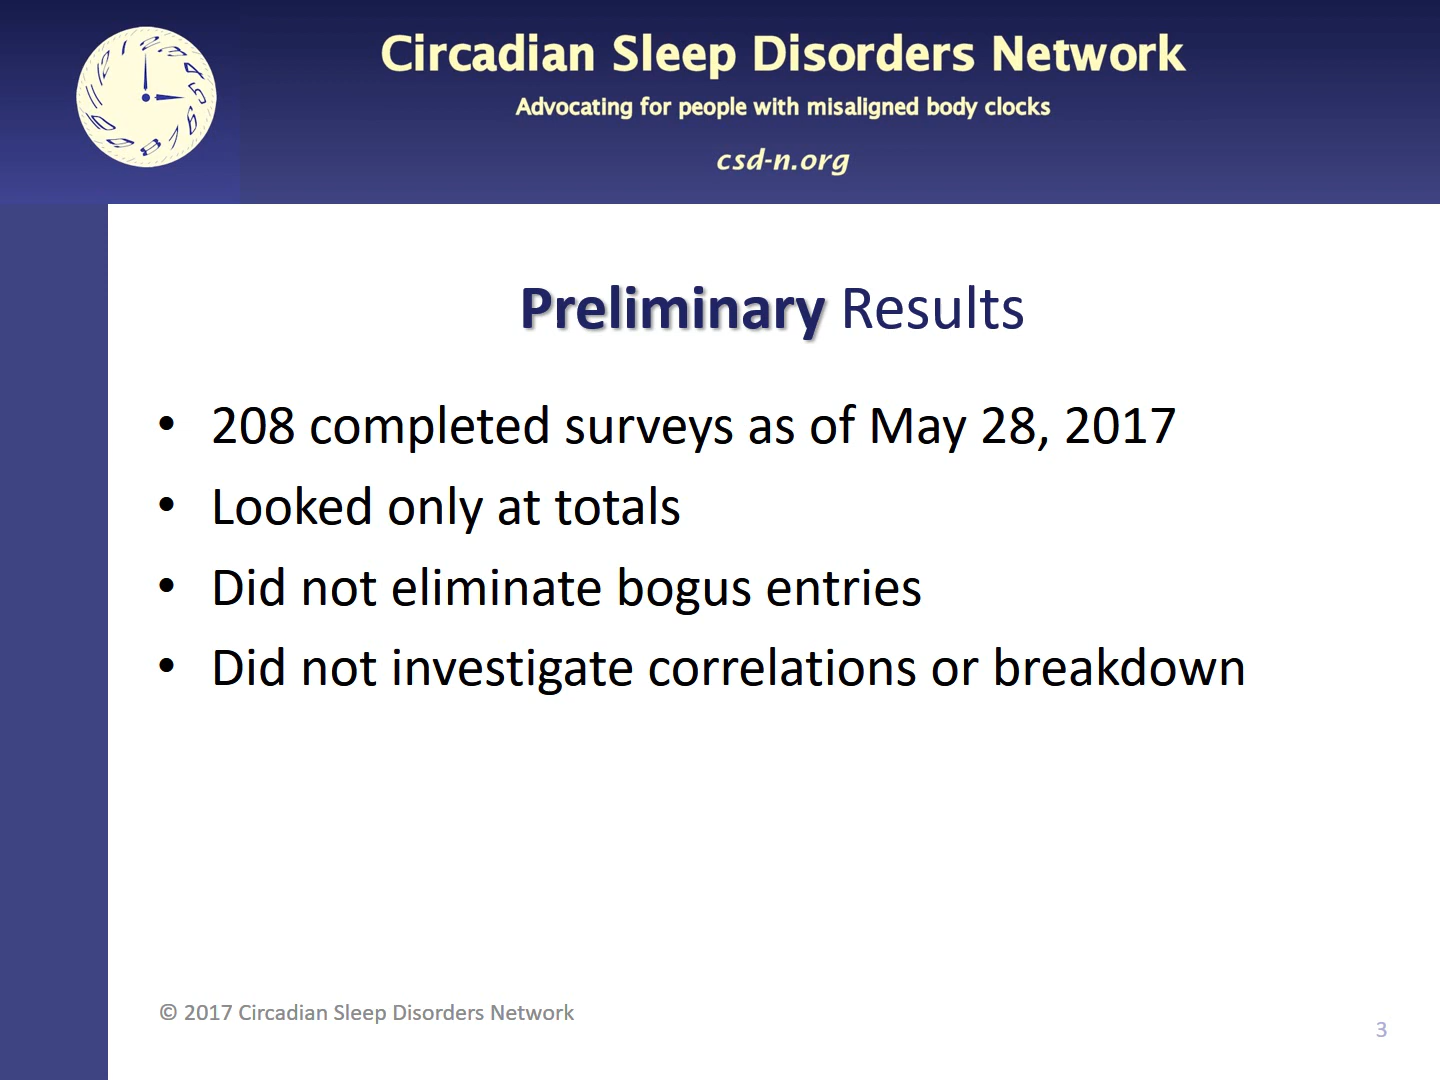 Circadian Sleep Disorders Network
Advocating for people with misaligned body clocks
csd-n.org
Preliminary Results
• 208 completed surveys as of May 28, 2017
• Looked only at totals
• Did not eliminate bogus entries
• Did not investigate correlations or breakdown
© 2017 Circadian Sleep Disorders Network
3